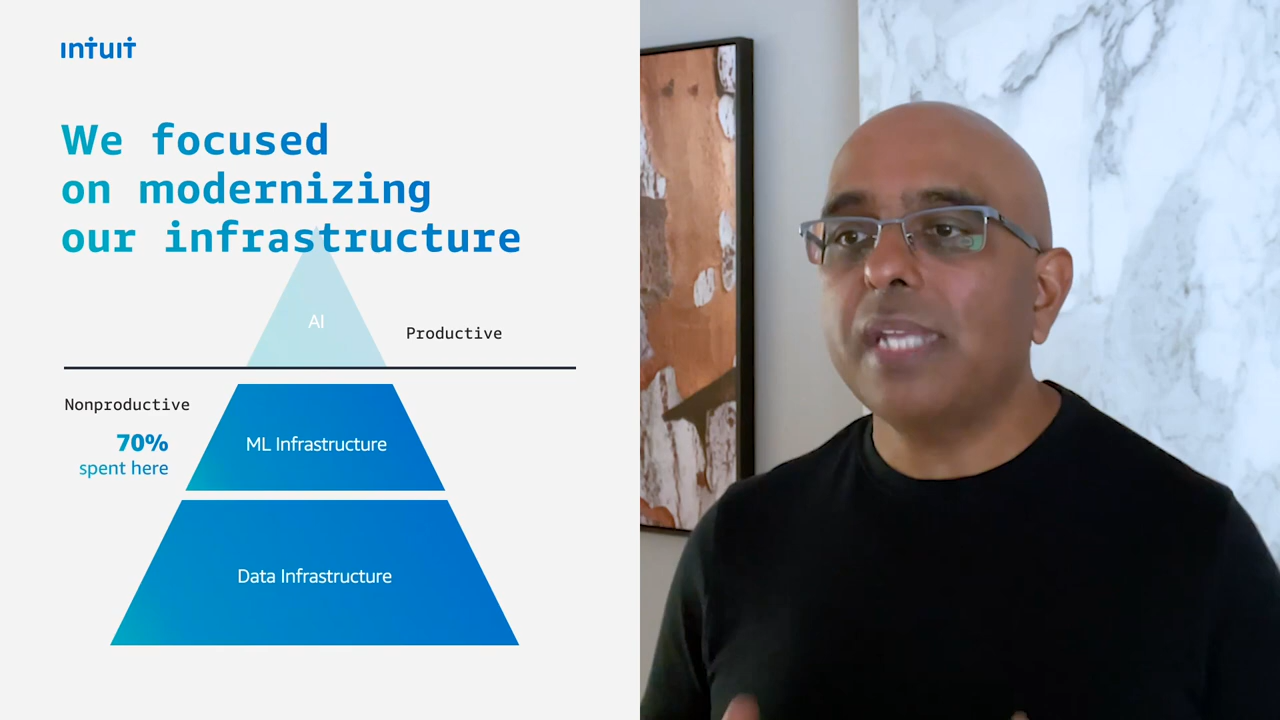 intuit
We focused
on modernizing
our infrastructure
AI
Productive
Nonproductive
70%
spent here
ML Infrastructure
Data Infrastructure